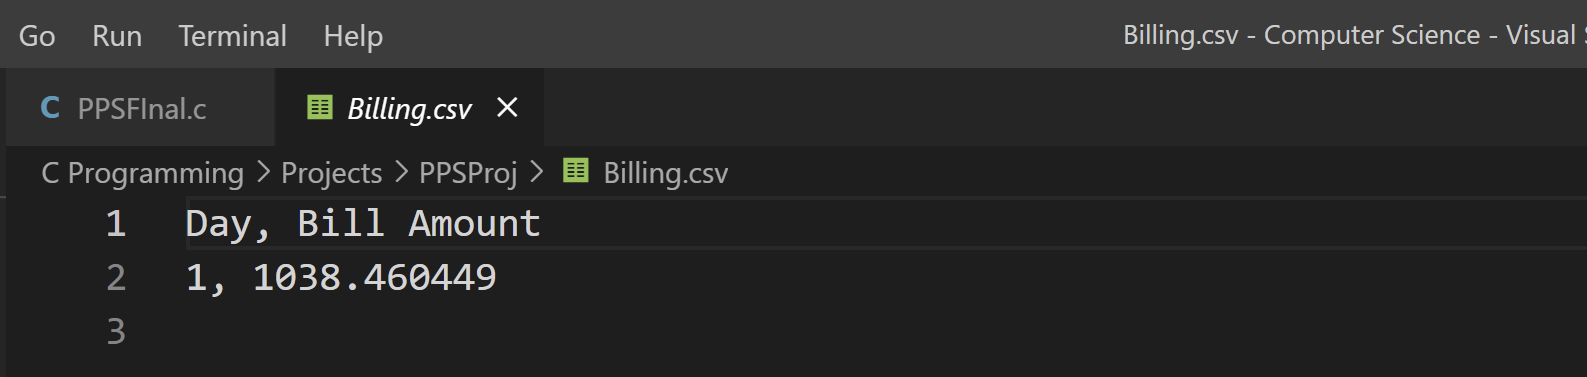 Go Run Terminal Help Billing.csv - Computer Science - Visual
C PPSFInal.c Billing.csv
C Programming > Projects > PPSProj > Billing.csv
1 Day, Bill Amount
2 1, 1038.460449
3